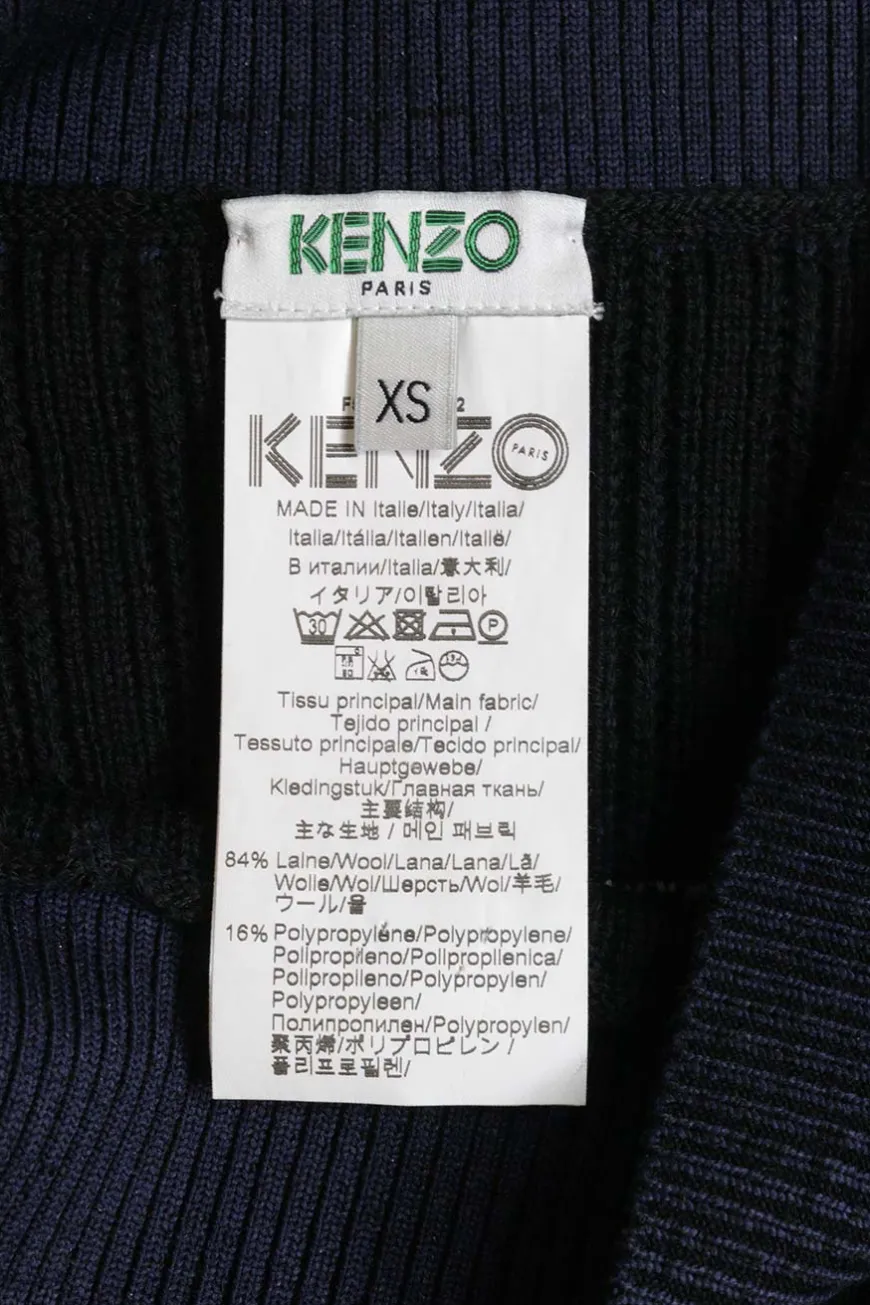 KENZO
PARIS
XS
2
KENZO
PARIS
MADE IN Italie/Italy/Italia/
Italia/Itália/Italien/Italië/
В италии/Italia/意大利/
イタリア/이탈리아
30
P
Tissu principal/Main fabric/
Tejido principal /
Tessuto principale/Tecido principal/
Hauptgewebe/
Kledingstuk/Главная ткань/
主要结构/
主な生地 / 메인 패브릭
84% Laine/Wool/Lana/Lana/Lã/
Wolle/Wol/Шерсть/Wol/羊毛/
ウール/울
16% Polypropylène/Polypropylene/
Polipropileno/Polipropilenica/
Polipropileno/Polypropylen/
Polypropyleen/
Полипропилен/Polypropylen/
聚丙烯/ポリプロピレン /
폴리프로필렌/